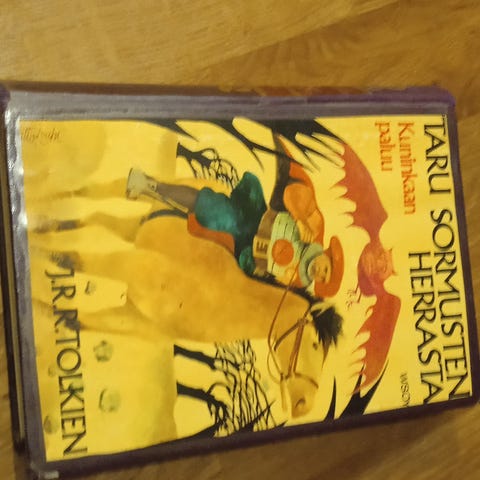 TARU SORMUSTEN
HERRASTA
WSOY
Kuninkaan
paluu
J.R.R.TOLKIEN